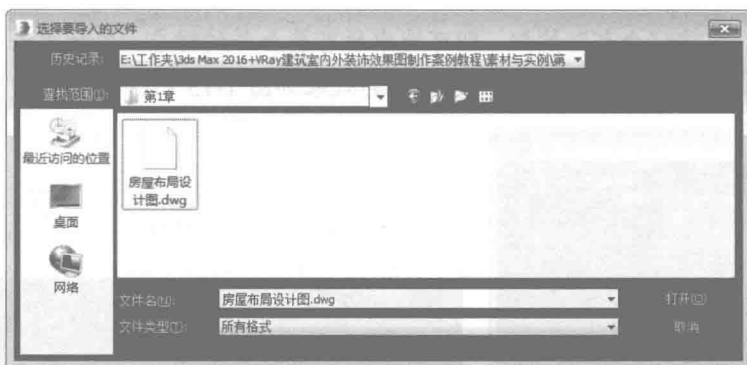 选择要导入的文件
历史记录: E:\工作夹\3ds Max 2016+VRay建筑室内外装饰效果图制作案例教程\素材与实例\第
查找范围(I): 第1章
最近访问的位置
桌面
网络
房屋布局设
计图.dwg
文件名(N): 房屋布局设计图.dwg 打开(O)
文件类型(T): 所有格式 取消